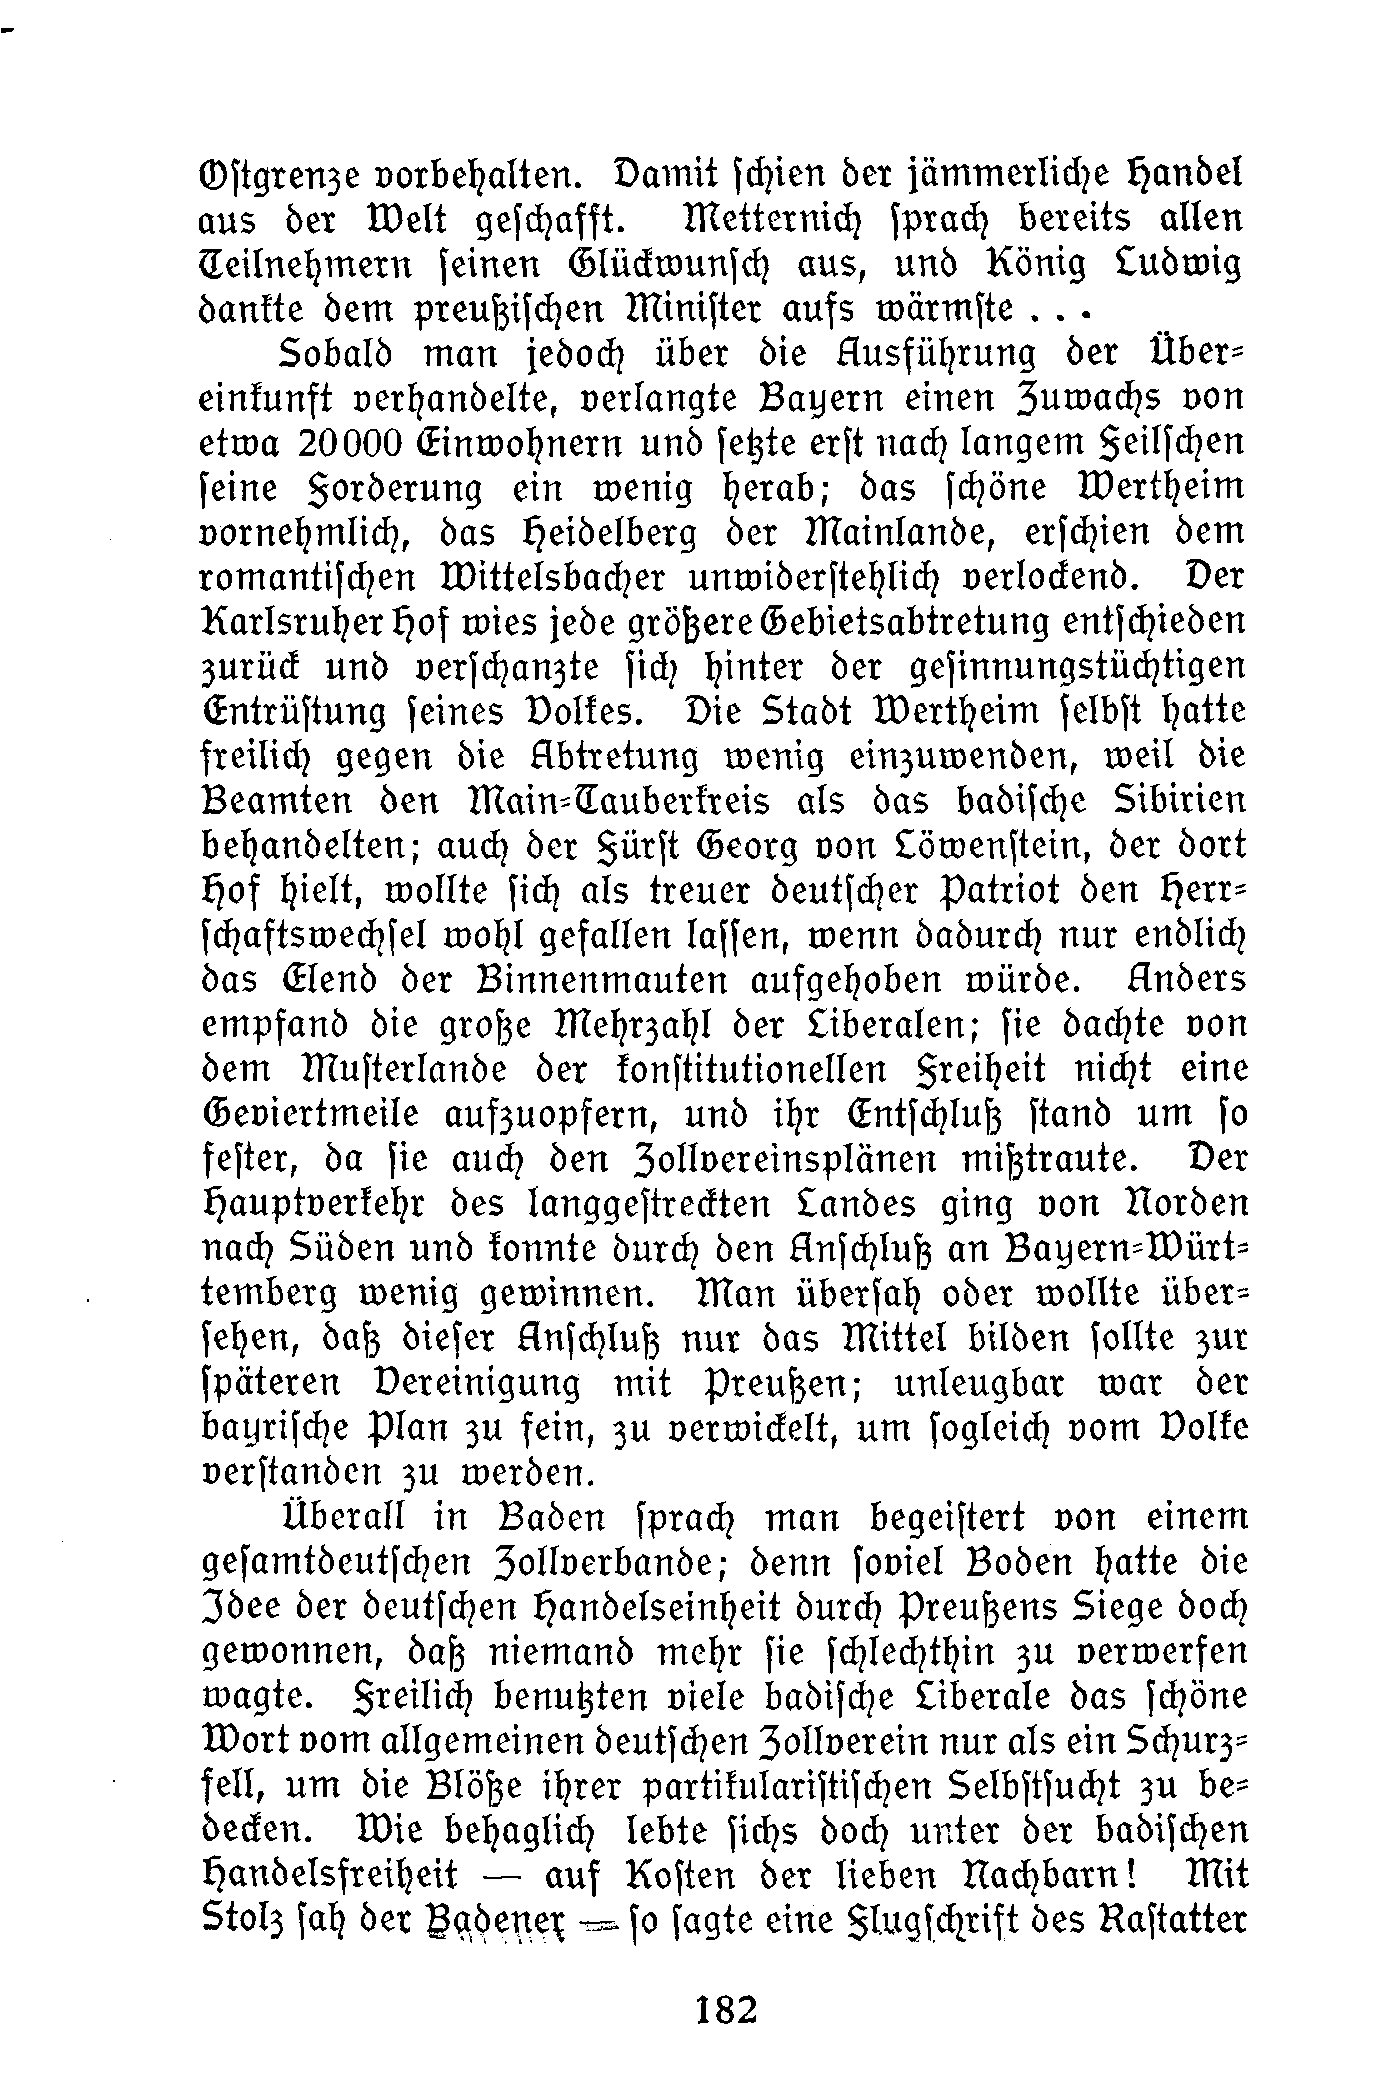 Ostgrenze vorbehalten. Damit schien der jämmerliche Handel
aus der Welt geschafft. Metternich sprach bereits allen
Teilnehmern seinen Glückwunsch aus, und König Ludwig
dankte dem preußischen Minister aufs wärmste . . .
Sobald man jedoch über die Ausführung der Über-
einkunft verhandelte, verlangte Bayern einen Zuwachs von
etwa 20000 Einwohnern und setzte erst nach langem Feilschen
seine Forderung ein wenig herab; das schöne Wertheim
vornehmlich, das Heidelberg der Mainlande, erschien dem
romantischen Wittelsbacher unwiderstehlich verlockend. Der
Karlsruher Hof wies jede größere Gebietsabtretung entschieden
zurück und verschanzte sich hinter der gesinnungstüchtigen
Entrüstung seines Volkes. Die Stadt Wertheim selbst hatte
freilich gegen die Abtretung wenig einzuwenden, weil die
Beamten den Main-Tauberkreis als das badische Sibirien
behandelten; auch der Fürst Georg von Löwenstein, der dort
Hof hielt, wollte sich als treuer deutscher Patriot den Herr-
schaftswechsel wohl gefallen lassen, wenn dadurch nur endlich
das Elend der Binnenmauten aufgehoben würde. Anders
empfand die große Mehrzahl der Liberalen; sie dachte von
dem Musterlande der konstitutionellen Freiheit nicht eine
Geviertmeile aufzuopfern, und ihr Entschluß stand um so
fester, da sie auch den Zollvereinsplänen mißtraute. Der
Hauptverkehr des langgestreckten Landes ging von Norden
nach Süden und konnte durch den Anschluß an Bayern-Würt-
temberg wenig gewinnen. Man übersah oder wollte über-
sehen, daß dieser Anschluß nur das Mittel bilden sollte zur
späteren Vereinigung mit Preußen; unleugbar war der
bayrische Plan zu fein, zu verwickelt, um sogleich vom Volke
verstanden zu werden.
Überall in Baden sprach man begeistert von einem
gesamtdeutschen Zollverbande; denn soviel Boden hatte die
Idee der deutschen Handelseinheit durch Preußens Siege doch
gewonnen, daß niemand mehr sie schlechthin zu verwerfen
wagte. Freilich benutzten viele badische Liberale das schöne
Wort vom allgemeinen deutschen Zollverein nur als ein Schurz-
fell, um die Blöße ihrer partikularistischen Selbstsucht zu be-
decken. Wie behaglich lebte sichs doch unter der badischen
Handelsfreiheit — auf Kosten der lieben Nachbarn! Mit
Stolz sah der Badener — so sagte eine Flugschrift des Rastatter
182